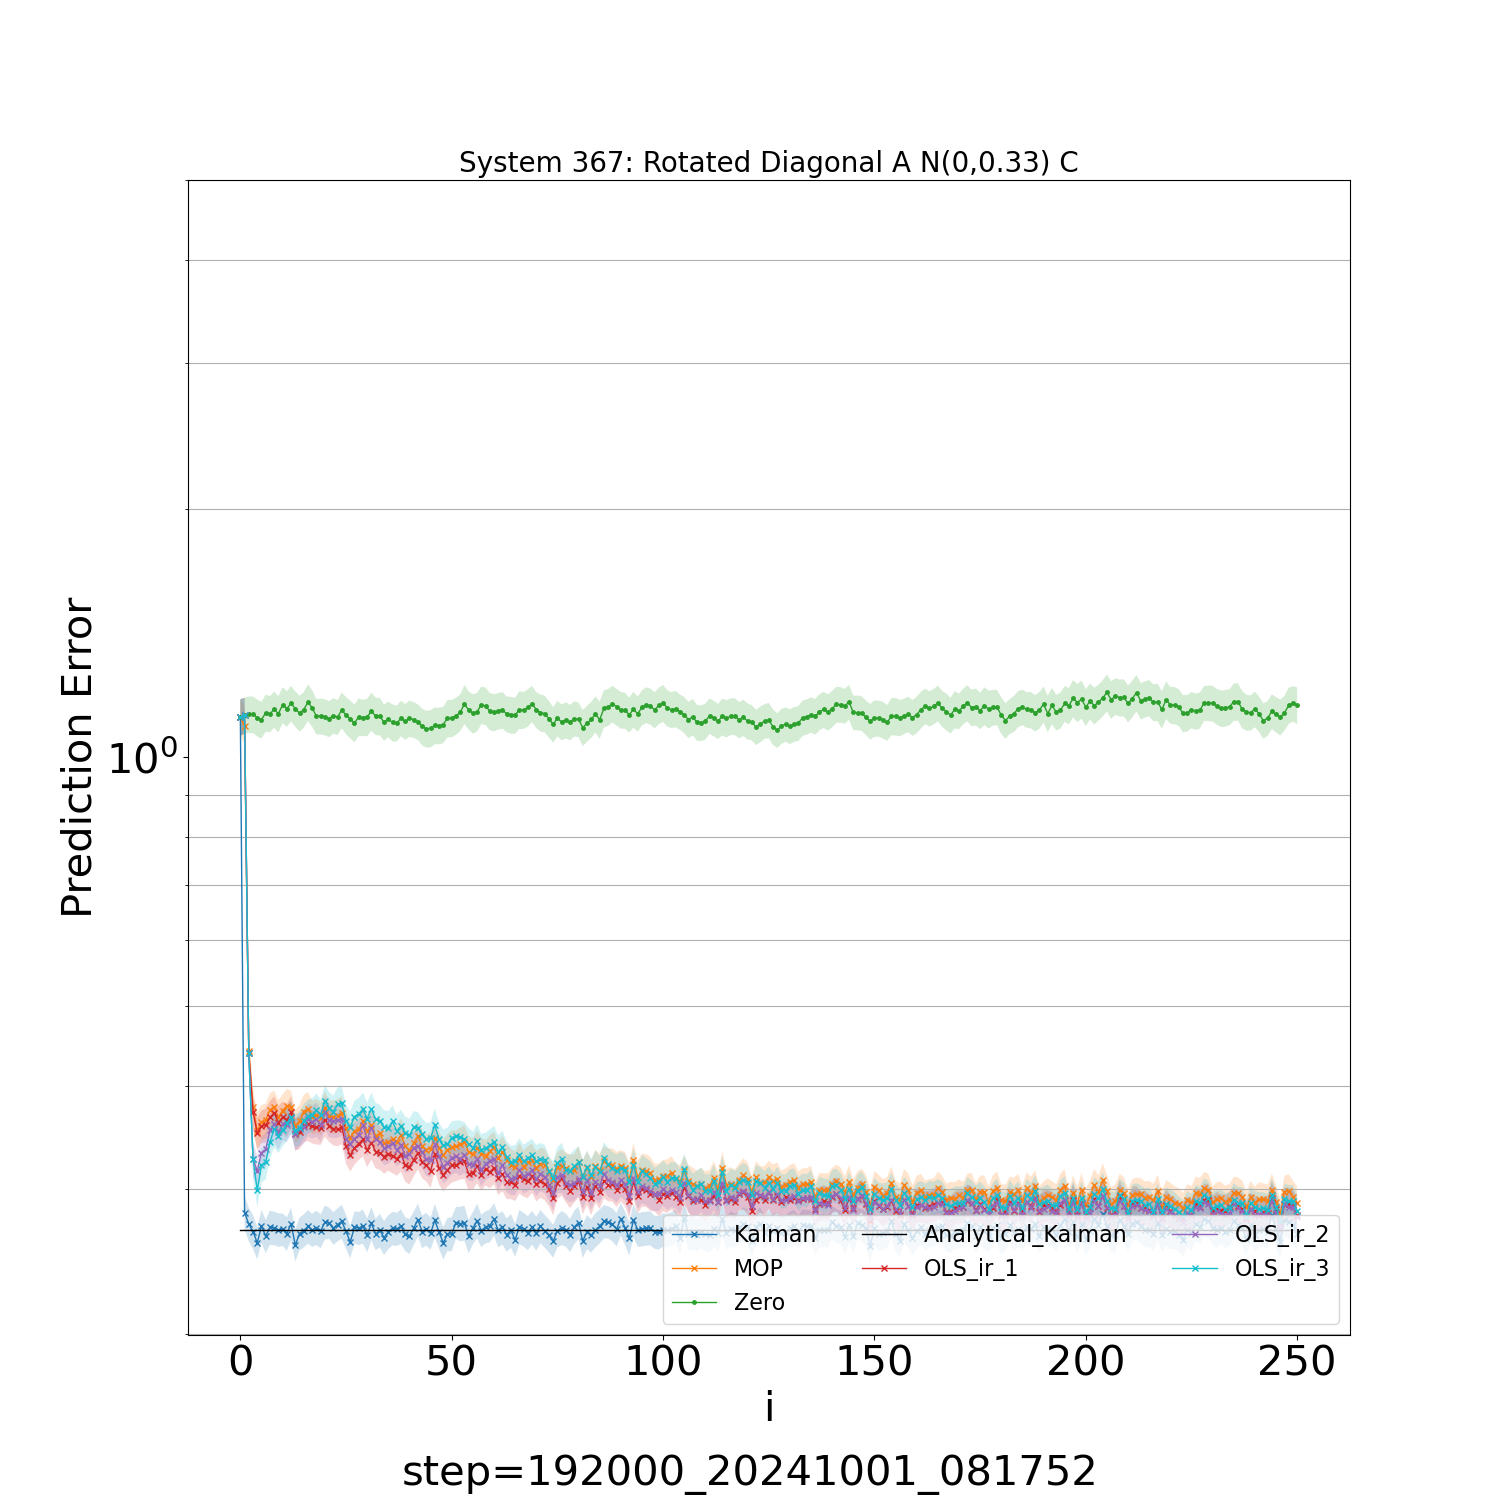 System 367: Rotated Diagonal A N(0,0.33) C
Prediction Error
10⁰
Kalman
MOP
Zero
Analytical_Kalman
OLS_ir_1
OLS_ir_2
OLS_ir_3
0 50 100 150 200 250
i
step=192000_20241001_081752